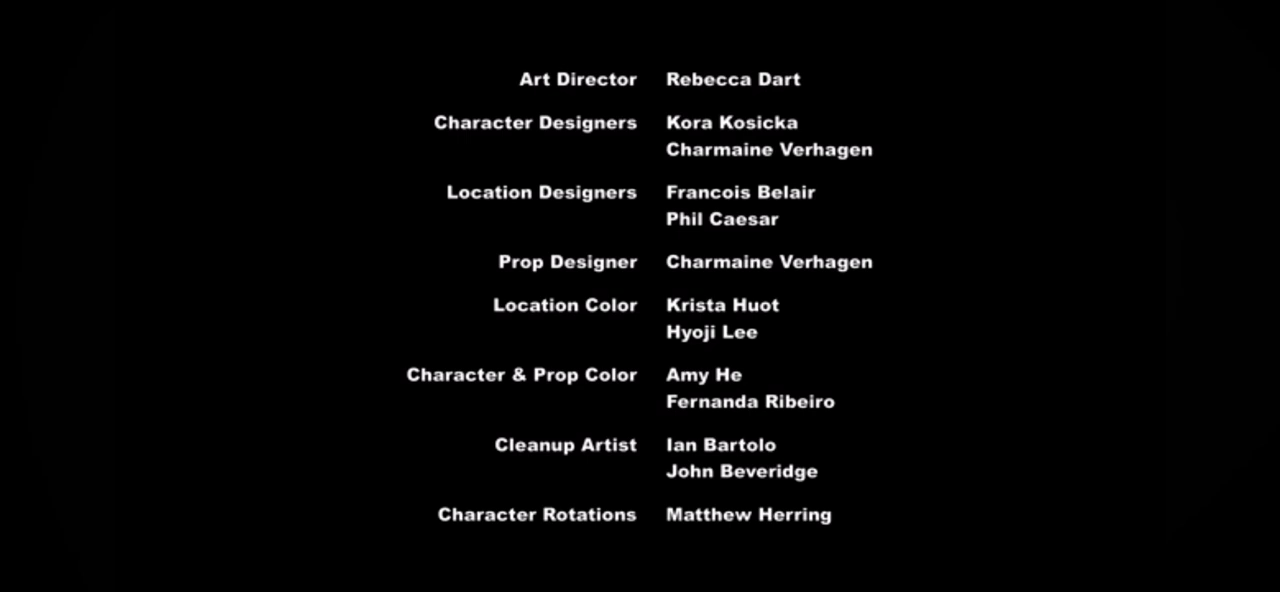 Art Director Rebecca Dart
Character Designers Kora Kosicka
Charmaine Verhagen
Location Designers Francois Belair
Phil Caesar
Prop Designer Charmaine Verhagen
Location Color Krista Huot
Hyoji Lee
Character & Prop Color Amy He
Fernanda Ribeiro
Cleanup Artist Ian Bartolo
John Beveridge
Character Rotations Matthew Herring